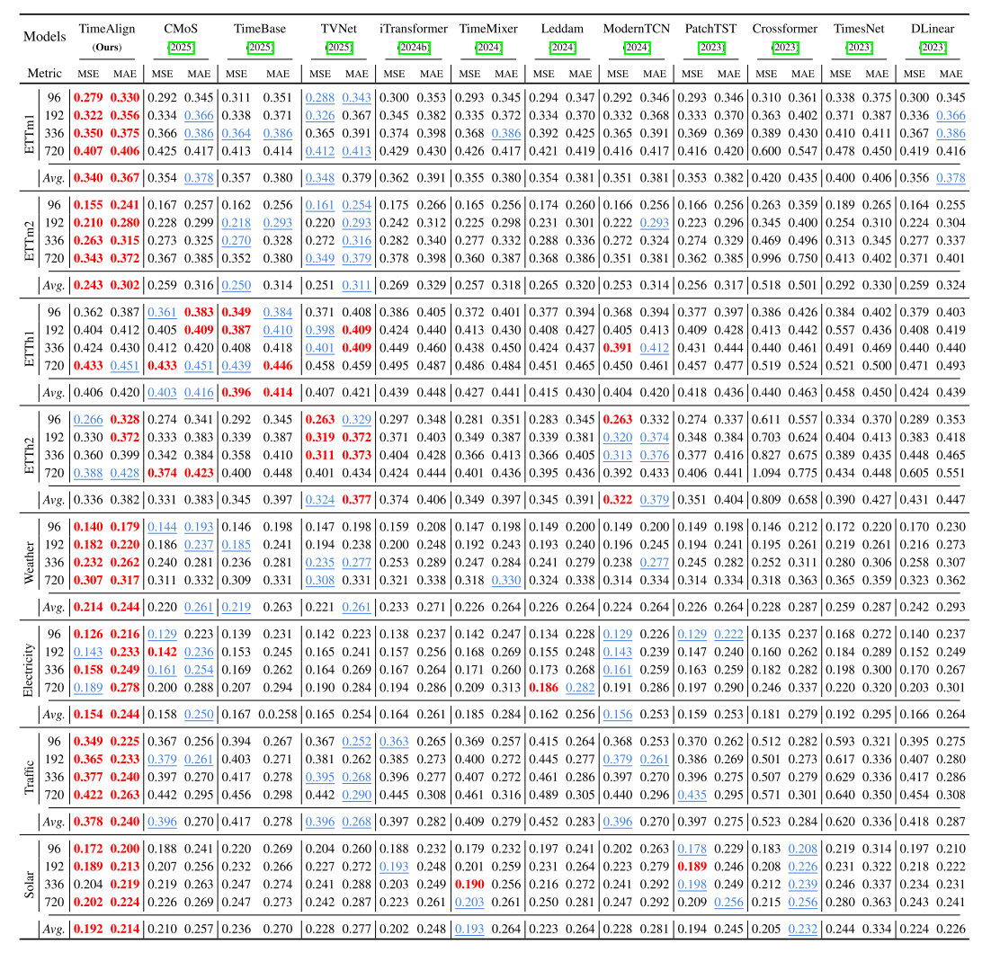 Models TimeAlign CMoS TimeBase TVNet iTransformer TimeMixer Leddam ModernTCN PatchTST Crossformer TimesNet DLinear
(Ours) (2025) (2025) (2025) (2024b) (2024) (2024) (2024) (2023) (2023) (2023) (2023)
Metric MSE MAE MSE MAE MSE MAE MSE MAE MSE MAE MSE MAE MSE MAE MSE MAE MSE MAE MSE MAE MSE MAE MSE MAE
ETTm1
96 0.279 0.330 0.292 0.345 0.311 0.351 0.288 0.343 0.300 0.353 0.293 0.345 0.294 0.347 0.292 0.346 0.293 0.346 0.310 0.361 0.338 0.375 0.300 0.345
192 0.322 0.356 0.334 0.366 0.338 0.371 0.326 0.367 0.345 0.382 0.335 0.372 0.334 0.370 0.332 0.368 0.333 0.370 0.363 0.402 0.371 0.387 0.336 0.366
336 0.350 0.375 0.366 0.386 0.364 0.386 0.365 0.391 0.374 0.398 0.368 0.386 0.392 0.425 0.365 0.391 0.369 0.369 0.389 0.430 0.410 0.411 0.367 0.386
720 0.407 0.406 0.425 0.417 0.413 0.414 0.412 0.413 0.429 0.430 0.426 0.417 0.421 0.419 0.416 0.417 0.416 0.420 0.600 0.547 0.478 0.450 0.419 0.416
Avg. 0.340 0.367 0.354 0.378 0.357 0.380 0.348 0.379 0.362 0.391 0.355 0.380 0.354 0.381 0.351 0.381 0.353 0.382 0.420 0.435 0.400 0.406 0.356 0.378
ETTm2
96 0.155 0.241 0.167 0.257 0.162 0.256 0.161 0.254 0.175 0.266 0.165 0.256 0.174 0.260 0.166 0.256 0.166 0.256 0.263 0.359 0.189 0.265 0.164 0.255
192 0.210 0.280 0.228 0.299 0.218 0.293 0.220 0.293 0.242 0.312 0.225 0.298 0.231 0.301 0.222 0.293 0.223 0.296 0.345 0.400 0.254 0.310 0.224 0.304
336 0.263 0.315 0.273 0.325 0.270 0.328 0.272 0.316 0.282 0.340 0.277 0.332 0.288 0.336 0.272 0.324 0.274 0.329 0.469 0.496 0.313 0.345 0.277 0.337
720 0.343 0.372 0.367 0.385 0.352 0.380 0.349 0.379 0.378 0.398 0.360 0.387 0.368 0.386 0.351 0.381 0.362 0.385 0.996 0.750 0.413 0.402 0.371 0.401
Avg. 0.243 0.302 0.259 0.316 0.250 0.314 0.251 0.311 0.269 0.329 0.257 0.318 0.265 0.320 0.253 0.314 0.256 0.317 0.518 0.501 0.292 0.330 0.259 0.324
ETTh1
96 0.362 0.387 0.361 0.383 0.349 0.384 0.371 0.408 0.386 0.405 0.372 0.401 0.377 0.394 0.368 0.394 0.377 0.397 0.386 0.426 0.384 0.402 0.379 0.403
192 0.404 0.412 0.405 0.409 0.387 0.410 0.398 0.409 0.424 0.440 0.413 0.430 0.408 0.427 0.405 0.413 0.409 0.428 0.413 0.442 0.557 0.436 0.408 0.419
336 0.424 0.430 0.412 0.420 0.408 0.418 0.401 0.409 0.449 0.460 0.438 0.450 0.424 0.437 0.391 0.412 0.431 0.444 0.440 0.461 0.491 0.469 0.440 0.440
720 0.433 0.451 0.433 0.451 0.439 0.446 0.458 0.459 0.495 0.487 0.486 0.484 0.451 0.465 0.450 0.461 0.457 0.477 0.519 0.524 0.521 0.500 0.471 0.493
Avg. 0.406 0.420 0.403 0.416 0.396 0.414 0.407 0.421 0.439 0.448 0.427 0.441 0.415 0.430 0.404 0.420 0.418 0.436 0.440 0.463 0.458 0.450 0.424 0.439
ETTh2
96 0.266 0.328 0.274 0.341 0.292 0.345 0.263 0.329 0.297 0.348 0.281 0.351 0.283 0.345 0.263 0.332 0.274 0.337 0.611 0.557 0.334 0.370 0.289 0.353
192 0.330 0.372 0.333 0.383 0.339 0.387 0.319 0.372 0.371 0.403 0.349 0.387 0.339 0.381 0.320 0.374 0.348 0.384 0.703 0.624 0.404 0.413 0.383 0.418
336 0.360 0.399 0.342 0.384 0.358 0.410 0.311 0.373 0.404 0.428 0.366 0.413 0.366 0.405 0.313 0.376 0.377 0.416 0.827 0.675 0.389 0.435 0.448 0.465
720 0.388 0.428 0.374 0.423 0.400 0.448 0.401 0.434 0.424 0.444 0.401 0.436 0.395 0.436 0.392 0.433 0.406 0.441 1.094 0.775 0.434 0.448 0.605 0.551
Avg. 0.336 0.382 0.331 0.383 0.345 0.397 0.324 0.377 0.374 0.406 0.349 0.397 0.345 0.391 0.322 0.379 0.351 0.404 0.809 0.658 0.390 0.427 0.431 0.447
Weather
96 0.140 0.179 0.144 0.193 0.146 0.198 0.147 0.198 0.159 0.208 0.147 0.198 0.149 0.200 0.149 0.200 0.149 0.198 0.146 0.212 0.172 0.220 0.170 0.230
192 0.182 0.220 0.186 0.237 0.185 0.241 0.194 0.238 0.200 0.248 0.192 0.243 0.193 0.240 0.196 0.245 0.194 0.241 0.195 0.261 0.219 0.261 0.216 0.273
336 0.232 0.262 0.240 0.281 0.236 0.281 0.235 0.277 0.253 0.289 0.247 0.284 0.241 0.279 0.238 0.277 0.245 0.282 0.252 0.311 0.280 0.306 0.258 0.307
720 0.307 0.317 0.311 0.332 0.309 0.331 0.308 0.331 0.321 0.338 0.318 0.330 0.324 0.338 0.314 0.334 0.314 0.334 0.318 0.363 0.365 0.359 0.323 0.362
Avg. 0.214 0.244 0.220 0.261 0.219 0.263 0.221 0.261 0.233 0.271 0.226 0.264 0.226 0.264 0.224 0.264 0.226 0.264 0.228 0.287 0.259 0.287 0.242 0.293
Electricity
96 0.126 0.216 0.129 0.223 0.139 0.231 0.142 0.223 0.138 0.237 0.142 0.247 0.134 0.228 0.129 0.226 0.129 0.222 0.135 0.237 0.168 0.272 0.140 0.237
192 0.143 0.233 0.142 0.236 0.153 0.245 0.165 0.241 0.157 0.256 0.168 0.269 0.155 0.248 0.143 0.239 0.147 0.240 0.160 0.262 0.184 0.289 0.152 0.249
336 0.158 0.249 0.161 0.254 0.169 0.262 0.164 0.269 0.167 0.264 0.171 0.260 0.173 0.268 0.161 0.259 0.163 0.259 0.182 0.282 0.198 0.300 0.170 0.267
720 0.189 0.278 0.200 0.288 0.207 0.294 0.190 0.284 0.194 0.286 0.209 0.313 0.186 0.282 0.191 0.286 0.197 0.290 0.246 0.337 0.220 0.320 0.203 0.301
Avg. 0.154 0.244 0.158 0.250 0.167 0.0.258 0.165 0.254 0.164 0.261 0.185 0.284 0.162 0.256 0.156 0.253 0.159 0.253 0.181 0.279 0.192 0.295 0.166 0.264
Traffic
96 0.349 0.225 0.367 0.256 0.394 0.267 0.367 0.252 0.363 0.265 0.369 0.257 0.415 0.264 0.368 0.253 0.370 0.262 0.512 0.282 0.593 0.321 0.395 0.275
192 0.365 0.233 0.379 0.261 0.403 0.271 0.381 0.262 0.385 0.273 0.400 0.272 0.445 0.277 0.379 0.261 0.386 0.269 0.501 0.273 0.617 0.336 0.407 0.280
336 0.377 0.240 0.397 0.270 0.417 0.278 0.395 0.268 0.396 0.277 0.407 0.272 0.461 0.286 0.397 0.270 0.396 0.275 0.507 0.279 0.629 0.336 0.417 0.286
720 0.422 0.263 0.442 0.295 0.456 0.298 0.442 0.290 0.445 0.308 0.461 0.316 0.489 0.305 0.440 0.296 0.435 0.295 0.571 0.301 0.640 0.350 0.454 0.308
Avg. 0.378 0.240 0.396 0.270 0.417 0.278 0.396 0.268 0.397 0.282 0.409 0.279 0.452 0.283 0.396 0.270 0.397 0.275 0.523 0.284 0.620 0.336 0.418 0.287
Solar
96 0.172 0.200 0.188 0.241 0.220 0.269 0.204 0.260 0.188 0.232 0.179 0.232 0.197 0.241 0.202 0.263 0.178 0.229 0.183 0.208 0.219 0.314 0.197 0.210
192 0.189 0.213 0.207 0.256 0.232 0.266 0.227 0.272 0.193 0.248 0.201 0.259 0.231 0.264 0.223 0.279 0.189 0.246 0.208 0.226 0.231 0.322 0.218 0.222
336 0.204 0.219 0.219 0.263 0.247 0.274 0.241 0.288 0.203 0.249 0.190 0.256 0.216 0.272 0.241 0.292 0.198 0.249 0.212 0.239 0.246 0.337 0.234 0.231
720 0.202 0.224 0.226 0.269 0.247 0.273 0.242 0.287 0.223 0.261 0.203 0.261 0.250 0.281 0.247 0.292 0.209 0.256 0.215 0.256 0.280 0.363 0.243 0.241
Avg. 0.192 0.214 0.210 0.257 0.236 0.270 0.228 0.277 0.202 0.248 0.193 0.264 0.223 0.264 0.228 0.281 0.194 0.245 0.205 0.232 0.244 0.334 0.224 0.226